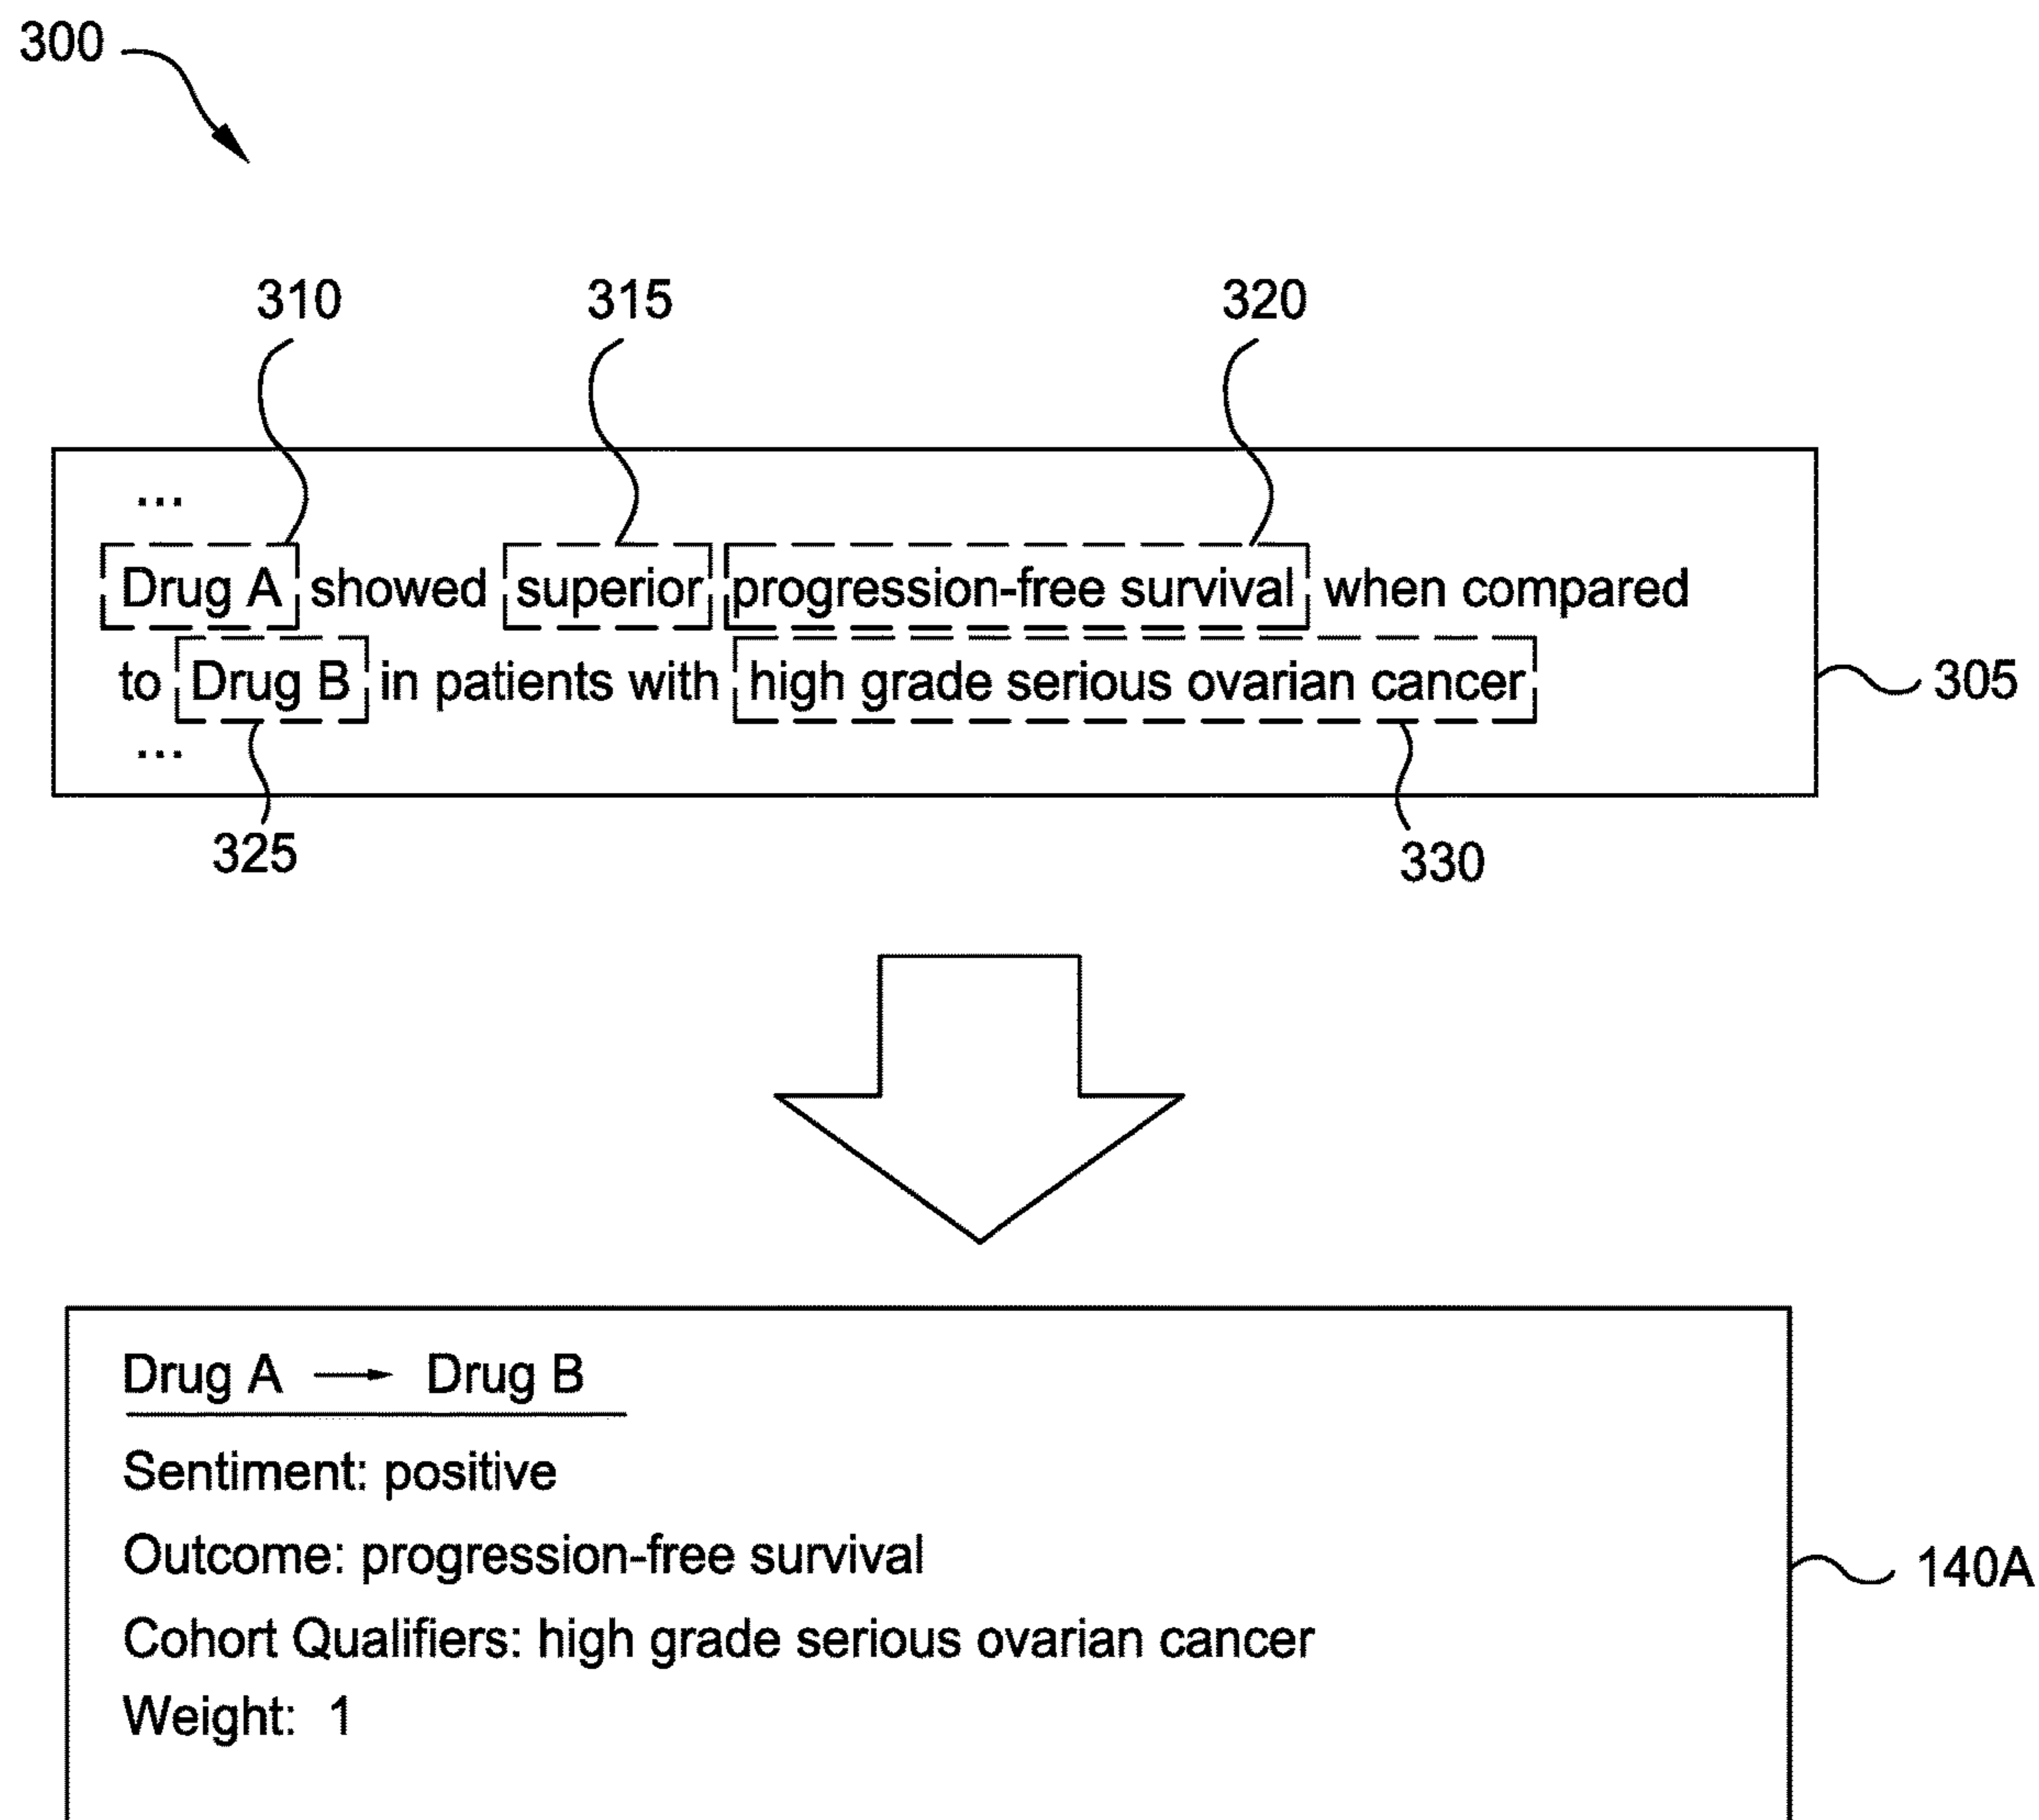 300
310 315 320
...
Drug A showed superior progression-free survival when compared
to Drug B in patients with high grade serious ovarian cancer
305
...
325 330
Drug A → Drug B
Sentiment: positive
Outcome: progression-free survival
140A
Cohort Qualifiers: high grade serious ovarian cancer
Weight: 1